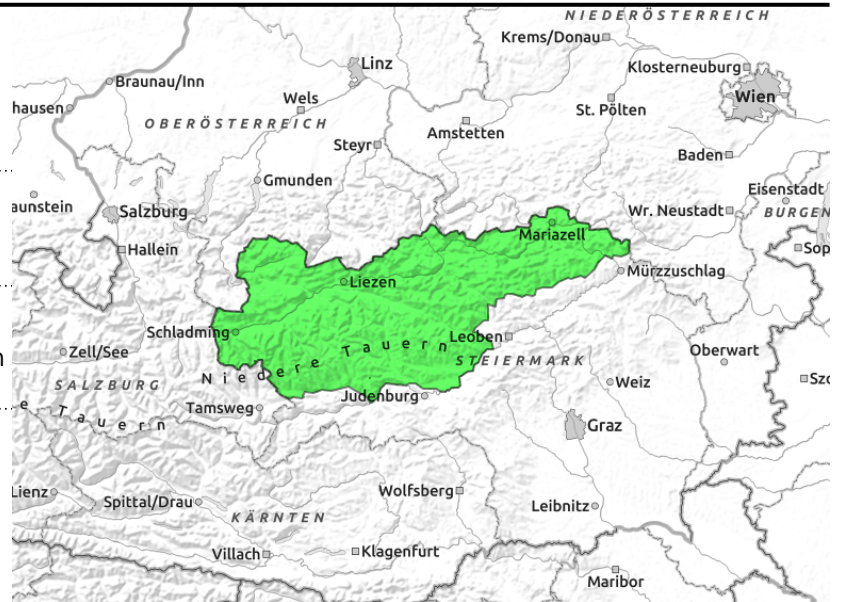 NIEDERÖSTERREICH
Krems/Donau
Linz
Klosterneuburg
Braunau/Inn
Wien
Wels
hausen
St. Pölten
OBERÖSTERREICH
Amstetten
Steyr
Baden
Gmunden
Eisenstadt
aunstein
Salzburg
Wr. Neustadt
BURGEN
Mariazell
Hallein
Sop
Mürzzuschlag
Liezen
Schladming
Leoben
Niedere Tauern
Zell/See
STEIERMARK
Oberwart
n
SALZBURG
Weiz
Szo
Judenburg
Tamsweg
e Tauern
Graz
Lienz
Spittal/Drau
Wolfsberg
Leibnitz
KÄRNTEN
Villach
Klagenfurt
Maribor